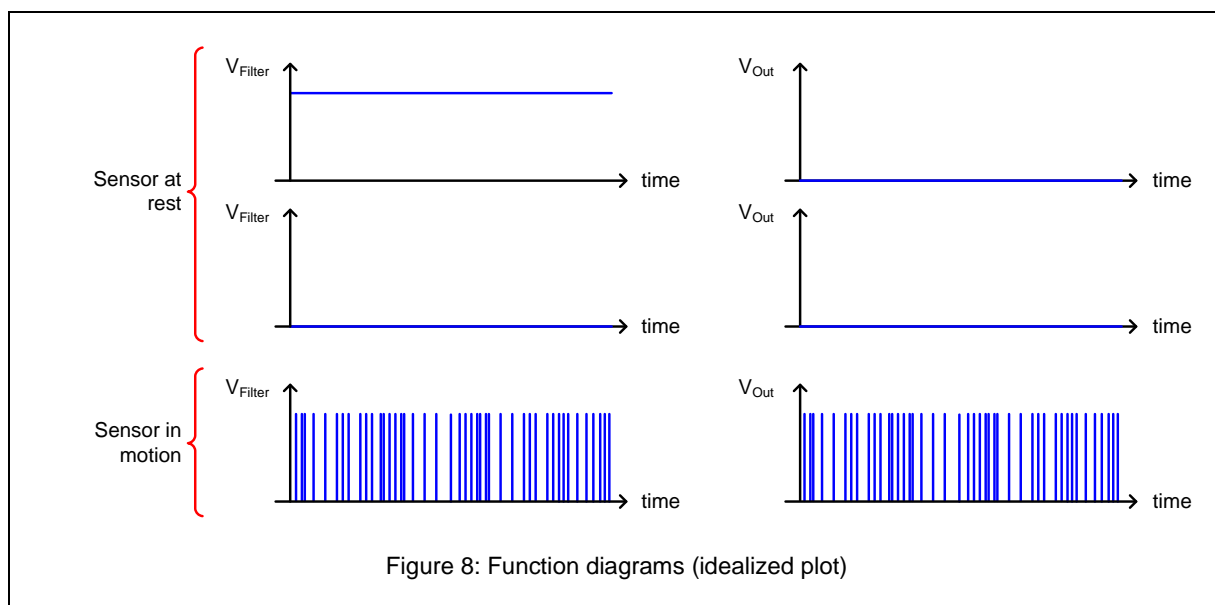 V_Filter
V_Out
time
time
Sensor at
rest
V_Filter
V_Out
time
time
V_Filter
V_Out
Sensor in
motion
time
time
Figure 8: Function diagrams (idealized plot)